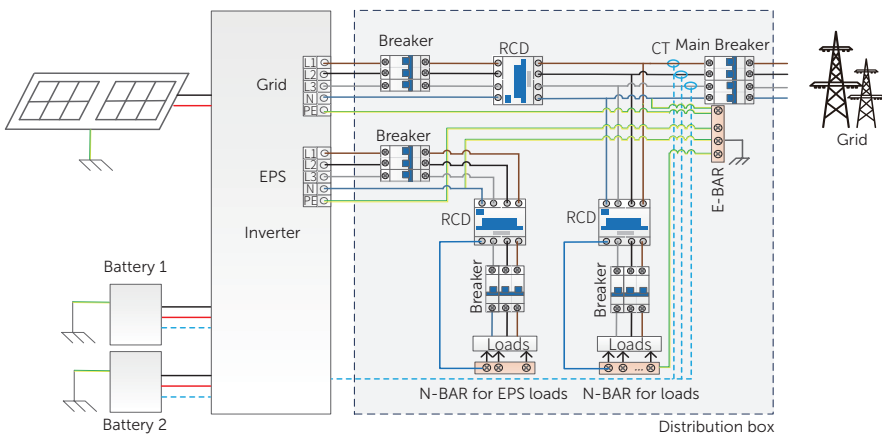 Breaker
RCD
CT
Main Breaker
Grid
L1
L2
L3
N
PE
Grid
Breaker
EPS
L1
L2
L3
N
PE
E-BAR
RCD
RCD
Inverter
Battery 1
Breaker
Breaker
Loads
Loads
...
N-BAR for EPS loads
N-BAR for loads
Battery 2
Distribution box